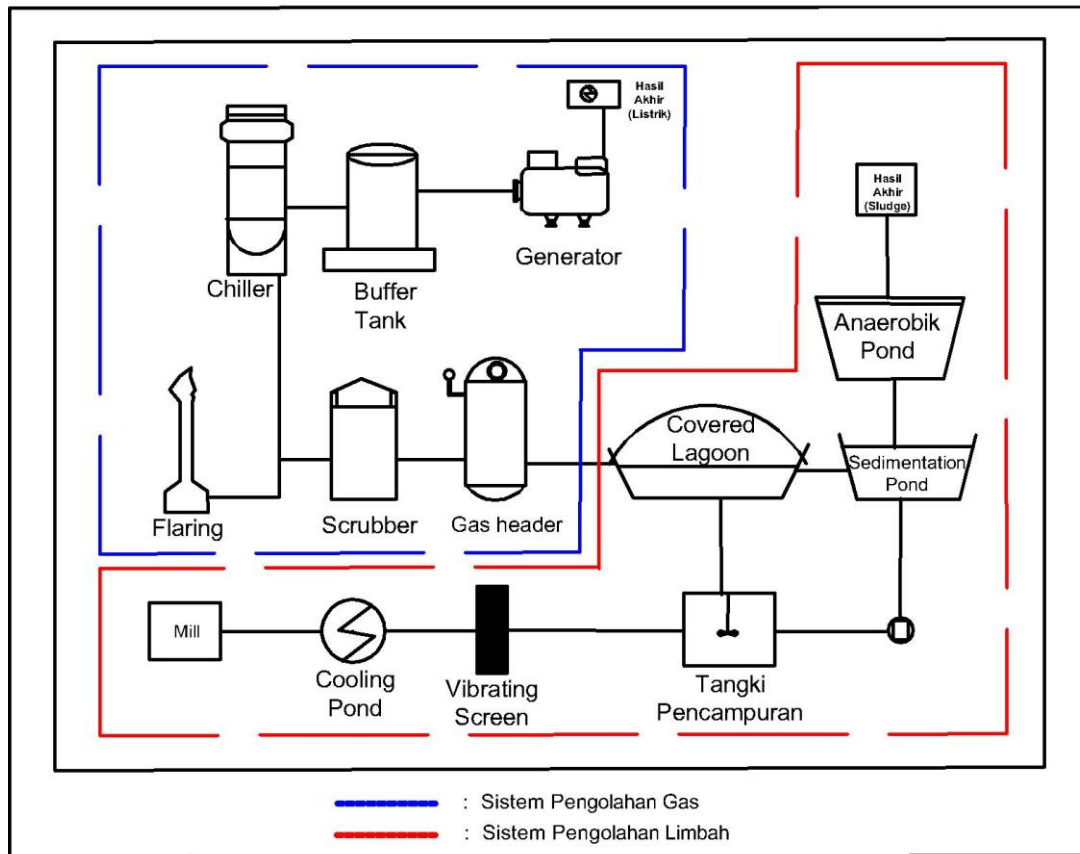 Hasil
Akhir
(Listrik)
Hasil
Akhir
(Sludge)
Generator
Chiller
Buffer
Tank
Anaerobik
Pond
Covered
Lagoon
Sedimentation
Pond
Flaring
Scrubber
Gas header
Mill
Cooling
Pond
Vibrating
Screen
Tangki
Pencampuran
: Sistem Pengolahan Gas
: Sistem Pengolahan Limbah